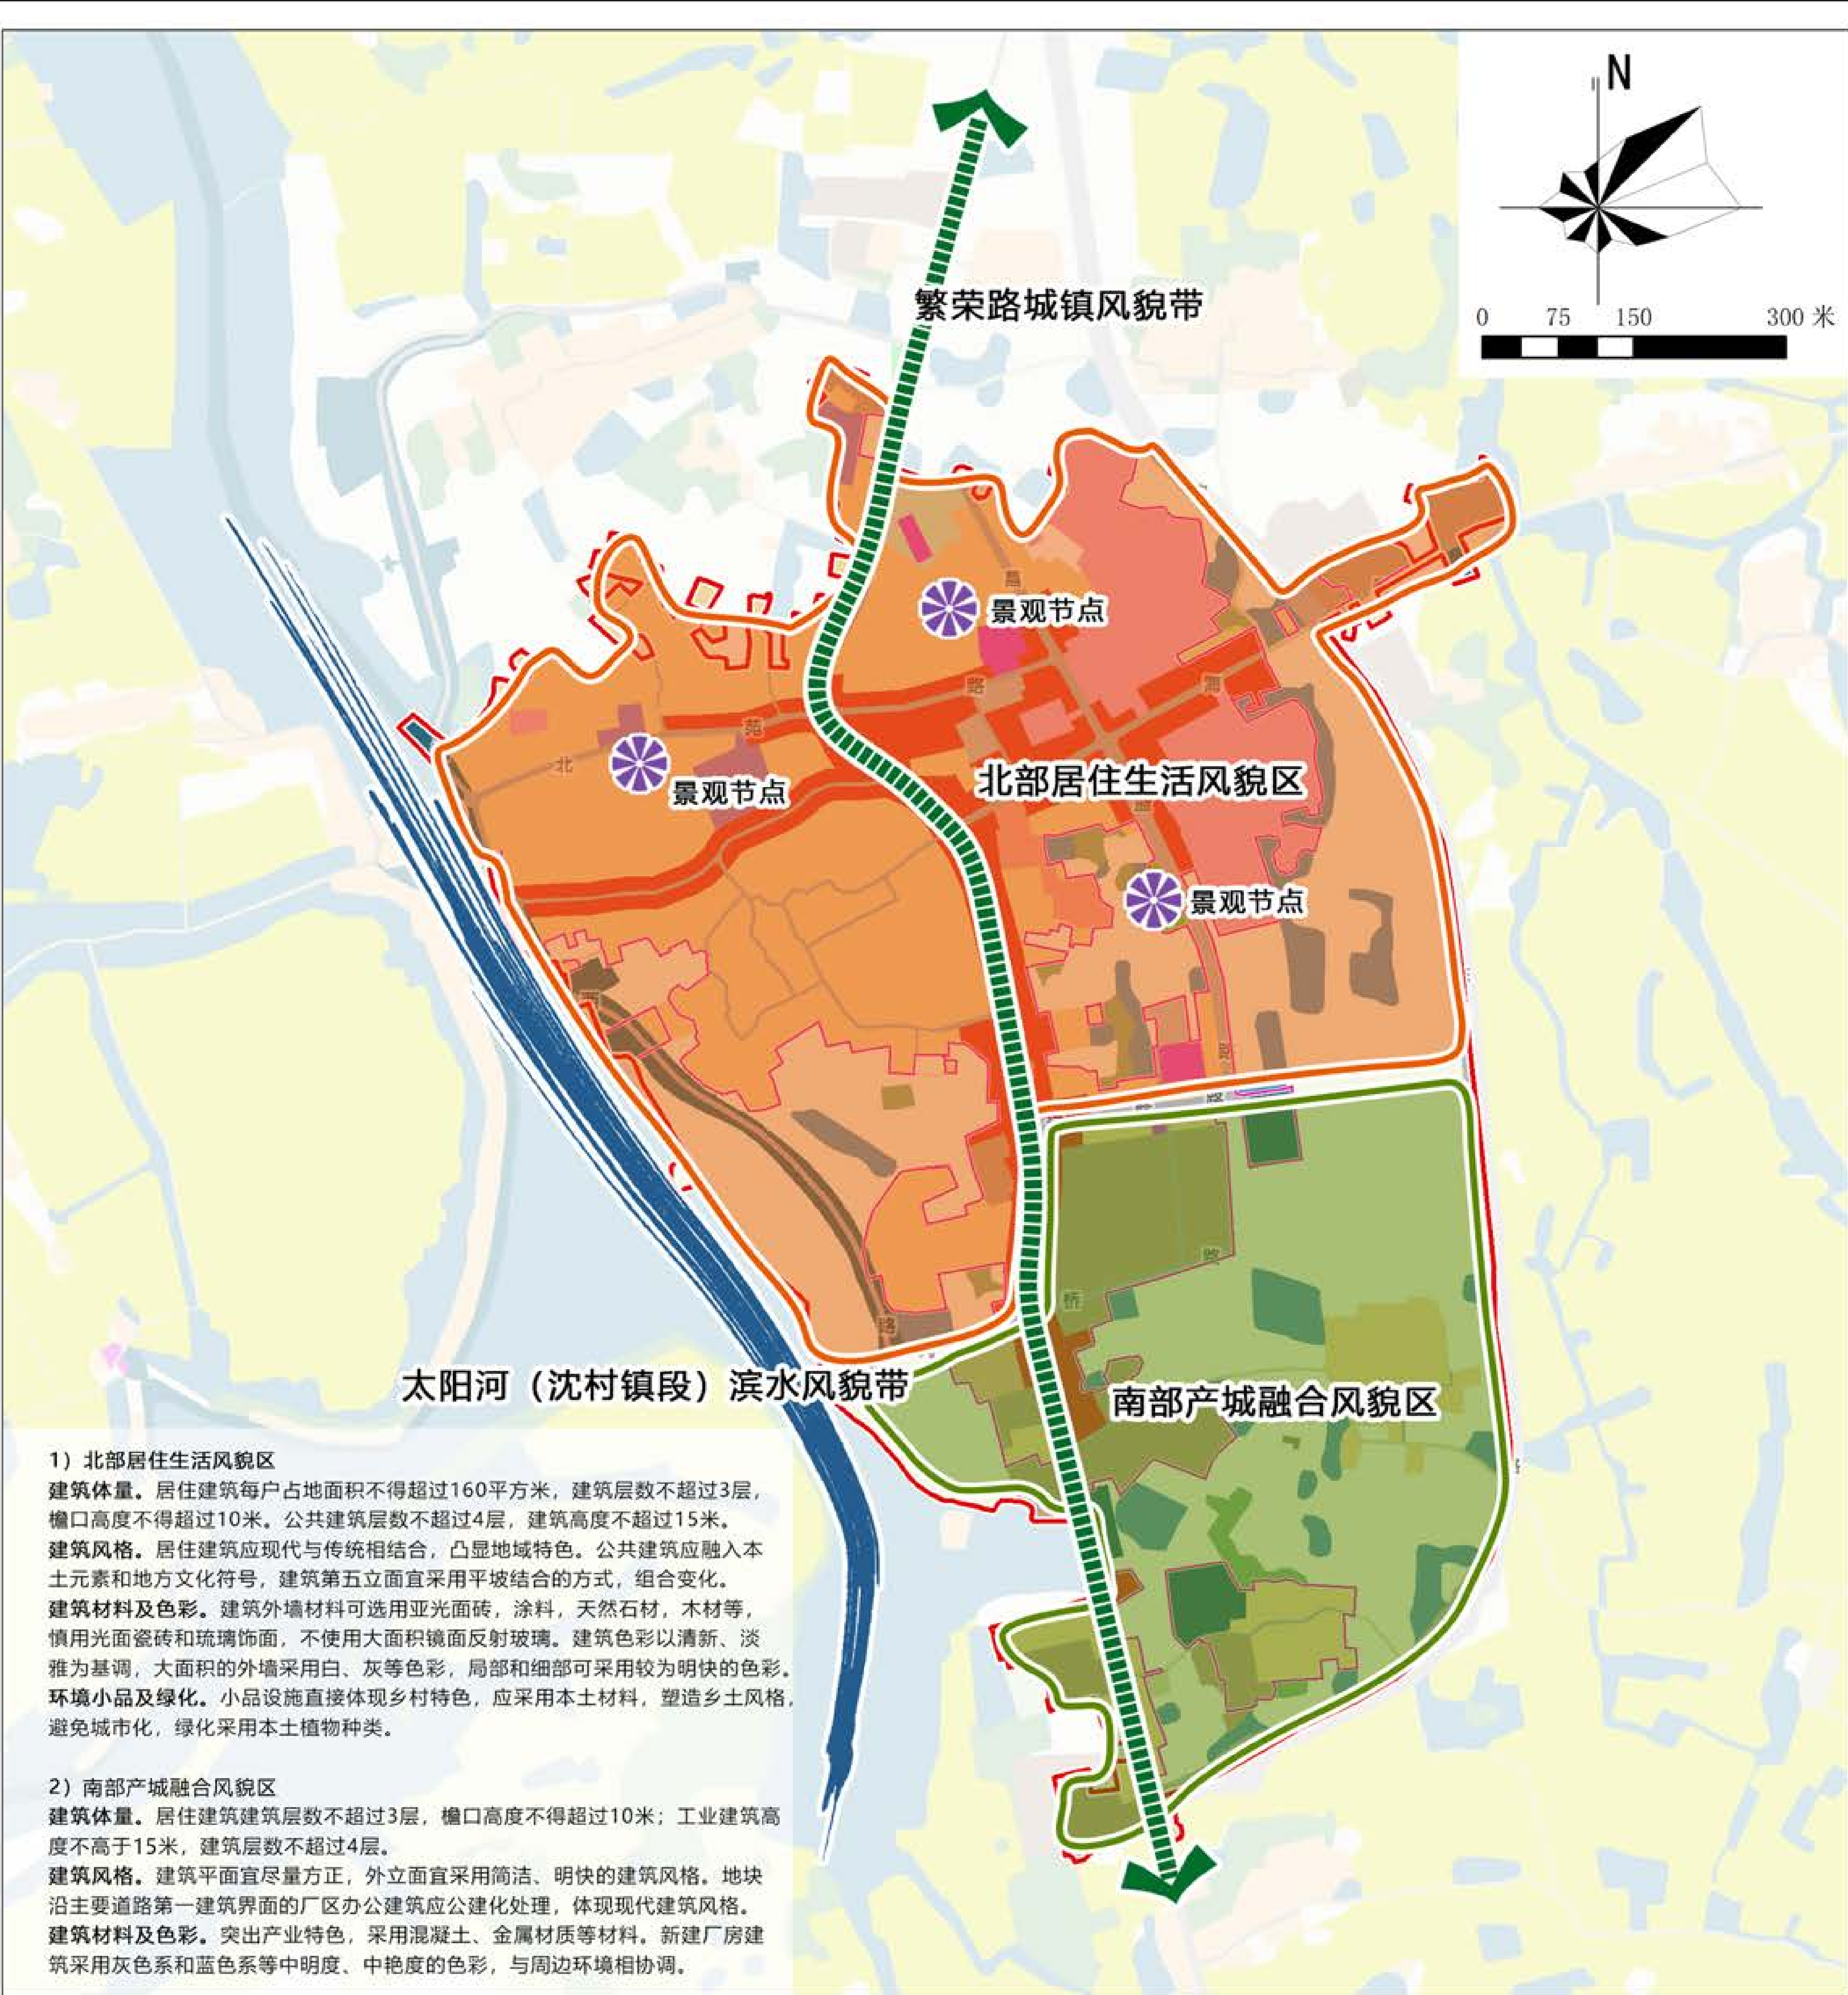 N
0 75 150 300 米
繁荣路城镇风貌带
景观节点
路
海
苑
北
景观节点
北部居住生活风貌区
景观节点
西
路
路
桥
路
太阳河（沈村镇段）滨水风貌带
南部产城融合风貌区
1）北部居住生活风貌区
建筑体量。居住建筑每户占地面积不得超过160平方米，建筑层数不超过3层，
檐口高度不得超过10米。公共建筑层数不超过4层，建筑高度不超过15米。
建筑风格。居住建筑应现代与传统相结合，凸显地域特色。公共建筑应融入本
土元素和地方文化符号，建筑第五立面宜采用平坡结合的方式，组合变化。
建筑材料及色彩。建筑外墙材料可选用亚光面砖，涂料，天然石材，木材等，
慎用光面瓷砖和琉璃饰面，不使用大面积镜面反射玻璃。建筑色彩以清新、淡
雅为基调，大面积的外墙采用白、灰等色彩，局部和细部可采用较为明快的色彩。
环境小品及绿化。小品设施直接体现乡村特色，应采用本土材料，塑造乡土风格，
避免城市化，绿化采用本土植物种类。
2）南部产城融合风貌区
建筑体量。居住建筑建筑层数不超过3层，檐口高度不得超过10米；工业建筑高
度不高于15米，建筑层数不超过4层。
建筑风格。建筑平面宜尽量方正，外立面宜采用简洁、明快的建筑风格。地块
沿主要道路第一建筑界面的厂区办公建筑应公建化处理，体现现代建筑风格。
建筑材料及色彩。突出产业特色，采用混凝土、金属材质等材料。新建厂房建
筑采用灰色系和蓝色系等中明度、中艳度的色彩，与周边环境相协调。